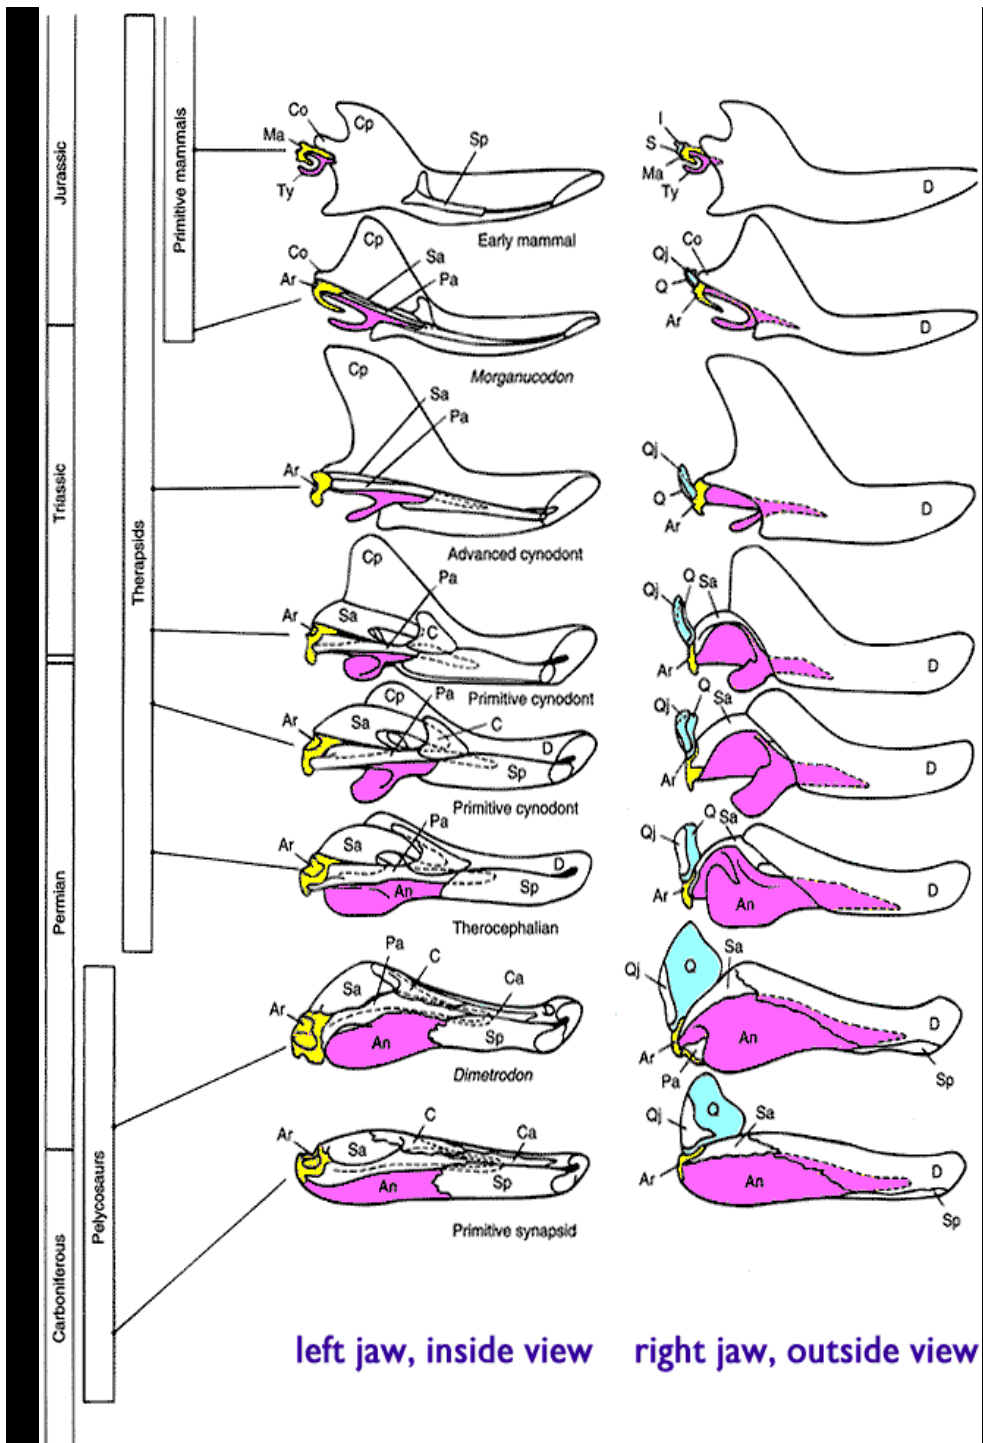 Jurassic
Triassic
Permian
Carboniferous
Primitive mammals
Therapsids
Pelycosaurs
Co
Cp
Ma
Sp
Ty
Early mammal
I
S
Ma
Ty
D
Cp
Co
Sa
Ar
Pa
Morganucodon
Qj
Co
Q
Ar
D
Cp
Sa
Pa
Ar
Advanced cynodont
Qj
Q
Ar
D
Cp
Pa
Ar
Sa
C
Primitive cynodont
Qj
Q
Sa
Ar
D
Cp
Pa
Ar
Sa
C
D
Sp
Primitive cynodont
Qj
Q
Sa
Ar
D
Pa
Ar
Sa
D
An
Sp
Therocephalian
Qj
Q
Sa
Ar
An
D
Pa
C
Sa
Ca
Ar
D
An
Sp
Dimetrodon
Qj
Q
Sa
Ar
An
D
Pa
Sp
C
Ar
Sa
Ca
An
Sp
Primitive synapsid
Qj
Q
Sa
Ar
An
D
Sp
left jaw, inside view
right jaw, outside view